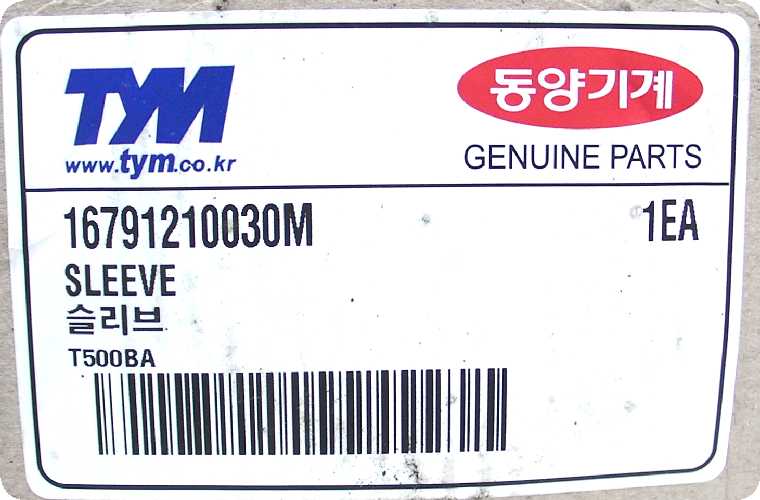 TYM
www.tym.co.kr
동양기계
GENUINE PARTS
16791210030M
1EA
SLEEVE
슬리브
T500BA